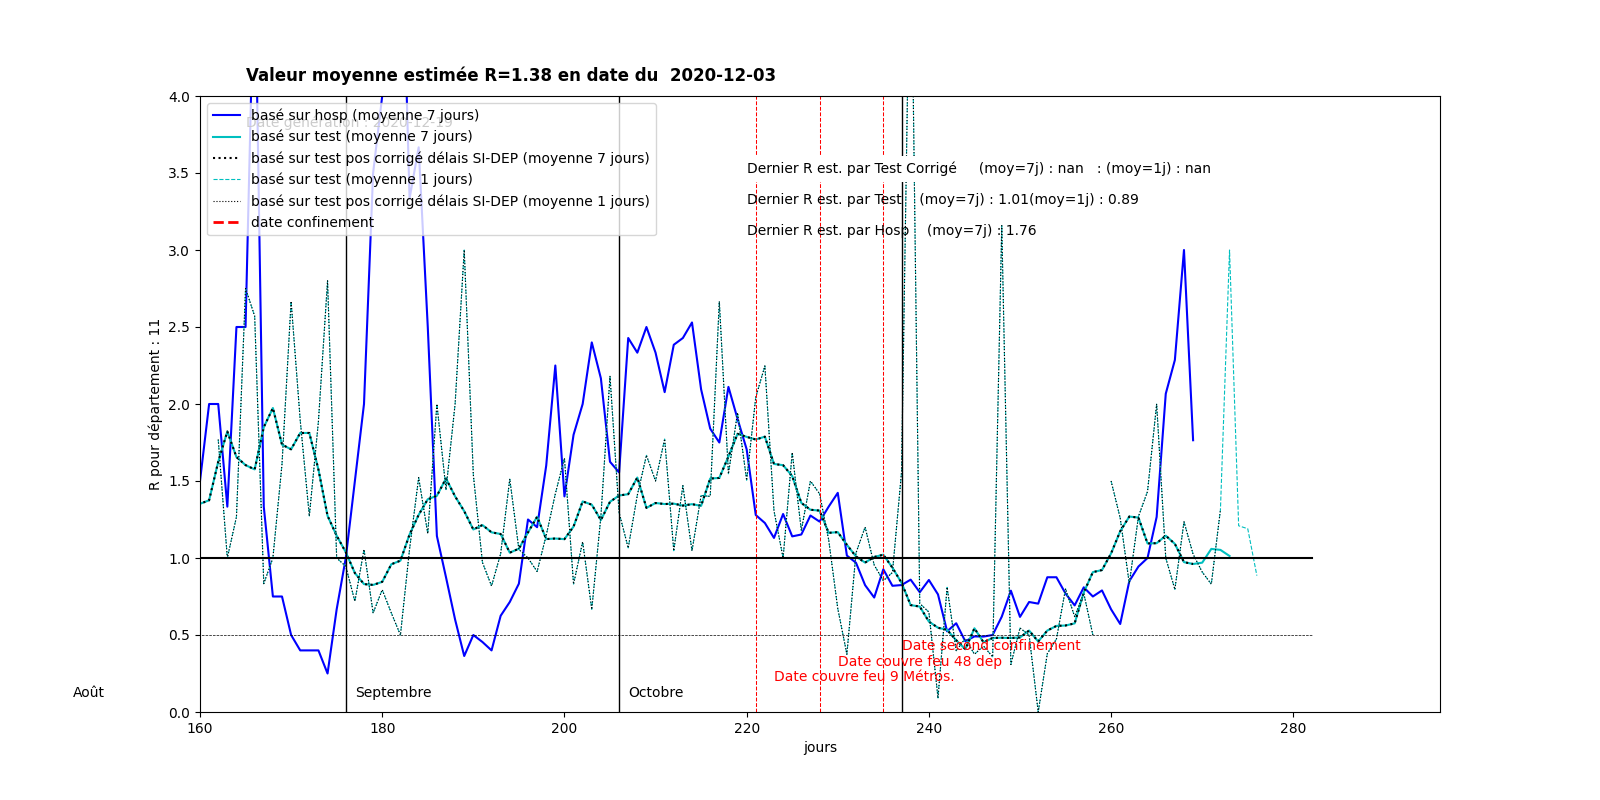 Valeur moyenne estimée R=1.38 en date du  2020-12-03
Date génération : 2020-12-19
basé sur hosp (moyenne 7 jours)
basé sur test (moyenne 7 jours)
basé sur test pos corrigé délais SI-DEP (moyenne 7 jours)
basé sur test (moyenne 1 jours)
basé sur test pos corrigé délais SI-DEP (moyenne 1 jours)
date confinement
Dernier R est. par Test Corrigé (moy=7j) : nan : (moy=1j) : nan
Dernier R est. par Test (moy=7j) : 1.01(moy=1j) : 0.89
Dernier R est. par Hosp (moy=7j) : 1.76
R pour département : 11
4.0
3.5
3.0
2.5
2.0
1.5
1.0
0.5
0.0
Date second confinement
Date couvre feu 48 dep
Date couvre feu 9 Métros.
Août
Septembre
Octobre
160 180 200 220 240 260 280
jours